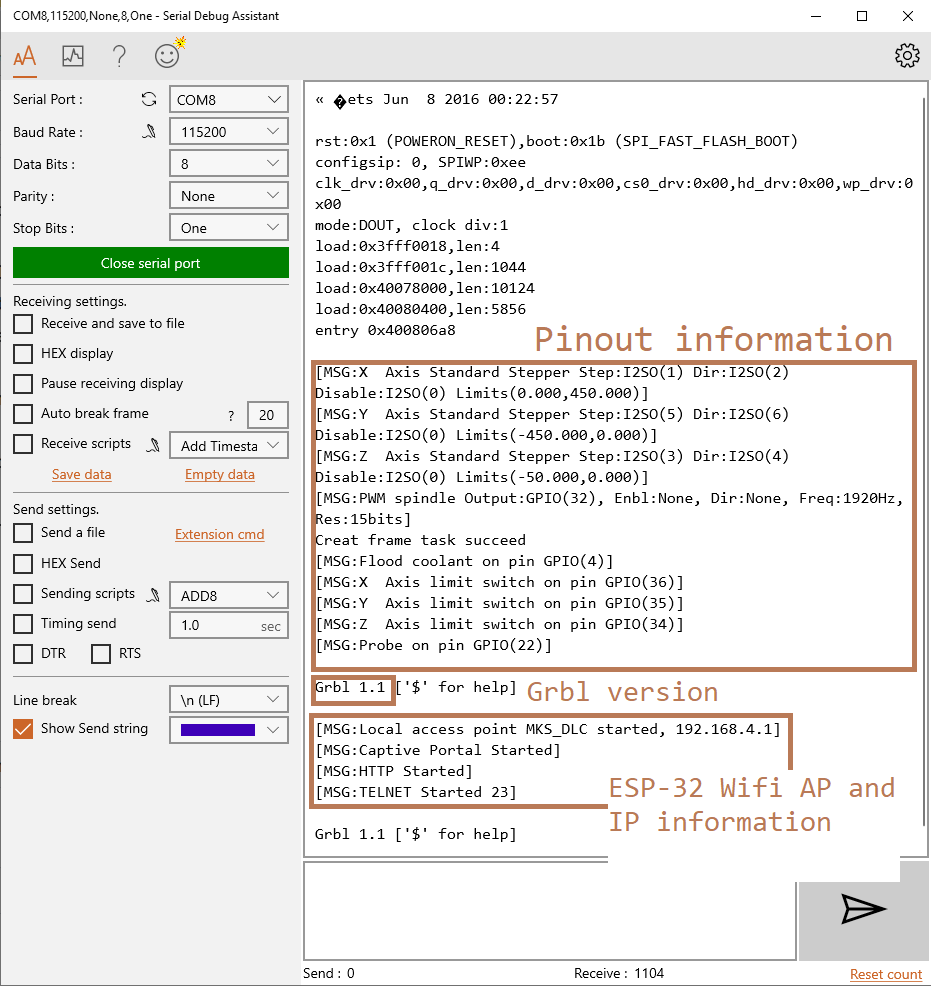 COM8,115200,None,8,One - Serial Debug Assistant
AA
?
Serial Port :
COM8
Baud Rate :
115200
Data Bits :
8
Parity :
None
Stop Bits :
One
Close serial port
Receiving settings.
Receive and save to file
HEX display
Pause receiving display
Auto break frame
?
20
Receive scripts
Add Timesta
Save data
Empty data
Send settings.
Send a file
Extension cmd
HEX Send
Sending scripts
ADD8
Timing send
1.0
sec
DTR
RTS
Line break
\n (LF)
Show Send string
« �ets Jun  8 2016 00:22:57
rst:0x1 (POWERON_RESET),boot:0x1b (SPI_FAST_FLASH_BOOT)
configsip: 0, SPIWP:0xee
clk_drv:0x00,q_drv:0x00,d_drv:0x00,cs0_drv:0x00,hd_drv:0x00,wp_drv:0
x00
mode:DOUT, clock div:1
load:0x3fff0018,len:4
load:0x3fff001c,len:1044
load:0x40078000,len:10124
load:0x40080400,len:5856
entry 0x400806a8
Pinout information
[MSG:X  Axis Standard Stepper Step:I2SO(1) Dir:I2SO(2)
Disable:I2SO(0) Limits(0.000,450.000)]
[MSG:Y  Axis Standard Stepper Step:I2SO(5) Dir:I2SO(6)
Disable:I2SO(0) Limits(-450.000,0.000)]
[MSG:Z  Axis Standard Stepper Step:I2SO(3) Dir:I2SO(4)
Disable:I2SO(0) Limits(-50.000,0.000)]
[MSG:PWM spindle Output:GPIO(32), Enbl:None, Dir:None, Freq:1920Hz,
Res:15bits]
Creat frame task succeed
[MSG:Flood coolant on pin GPIO(4)]
[MSG:X  Axis limit switch on pin GPIO(36)]
[MSG:Y  Axis limit switch on pin GPIO(35)]
[MSG:Z  Axis limit switch on pin GPIO(34)]
[MSG:Probe on pin GPIO(22)]
Grbl 1.1 ['$' for help]
Grbl version
[MSG:Local access point MKS_DLC started, 192.168.4.1]
[MSG:Captive Portal Started]
[MSG:HTTP Started]
[MSG:TELNET Started 23]
ESP-32 Wifi AP and
IP information
Grbl 1.1 ['$' for help]
Send : 0
Receive : 1104
Reset count